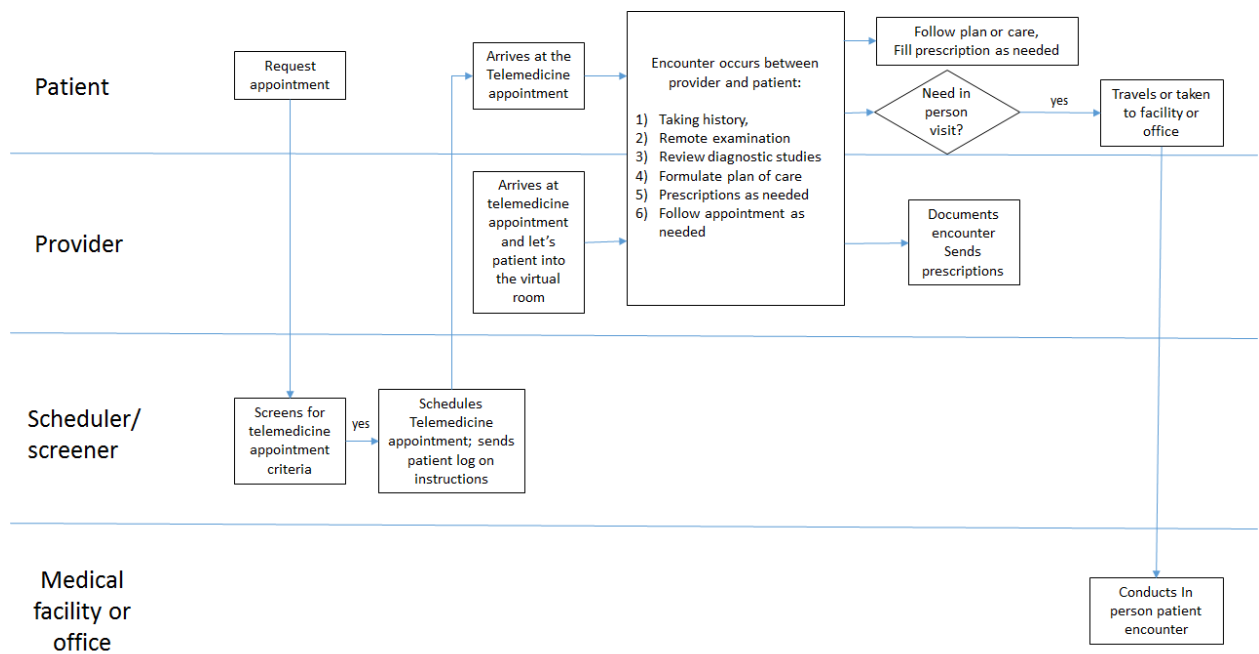 Patient
Request
appointment
Arrives at the
Telemedicine
appointment
Encounter occurs between
provider and patient:
1) Taking history,
2) Remote examination
3) Review diagnostic studies
4) Formulate plan of care
5) Prescriptions as needed
6) Follow appointment as
needed
Follow plan or care,
Fill prescription as needed
Need in
person
visit?
yes
Travels or taken
to facility or
office
Provider
Arrives at
telemedicine
appointment
and let's
patient into
the virtual
room
Documents
encounter
Sends
prescriptions
Scheduler/
screener
Screens for
telemedicine
appointment
criteria
yes
Schedules
Telemedicine
appointment; sends
patient log on
instructions
Medical
facility or
office
Conducts In
person patient
encounter